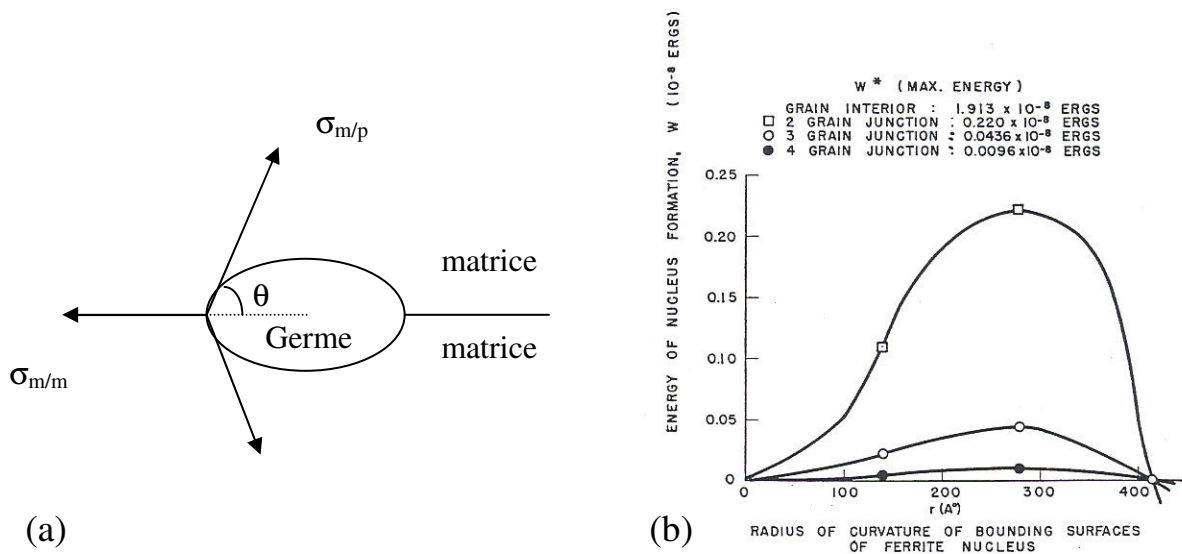 σm/p
matrice
θ
Germe
matrice
σm/m
(a)
W * (MAX. ENERGY)
GRAIN INTERIOR : 1.913 x 10-8 ERGS
2 GRAIN JUNCTION : 0.220 x 10-8 ERGS
3 GRAIN JUNCTION : 0.0436 x 10-8 ERGS
4 GRAIN JUNCTION : 0.0096 x 10-8 ERGS
ENERGY OF NUCLEUS FORMATION, W (10-8 ERGS)
0.25
0.20
0.15
0.10
0.05
0
0 100 200 300 400
r (A°)
(b)
RADIUS OF CURVATURE OF BOUNDING SURFACES
OF FERRITE NUCLEUS